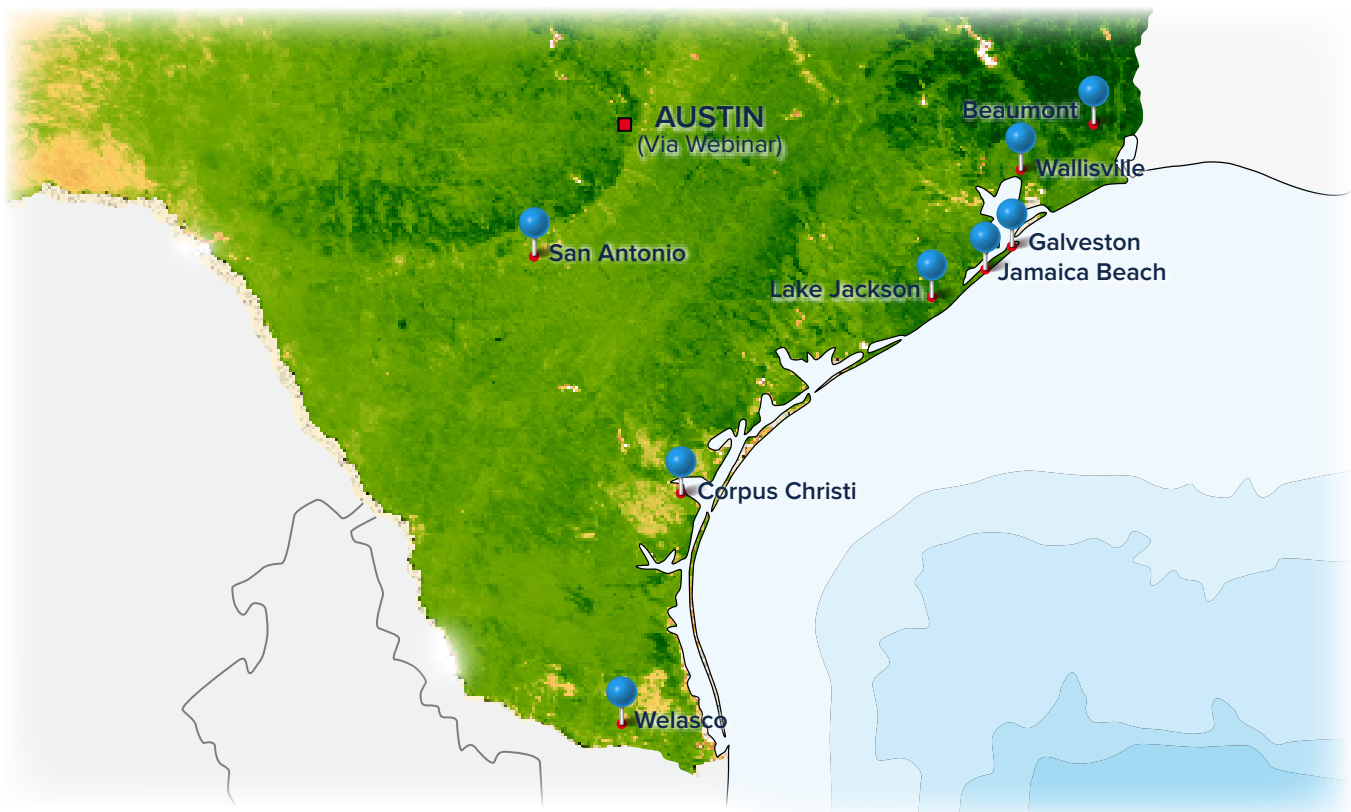 AUSTIN
(Via Webinar)
Beaumont
Wallisville
Galveston
San Antonio
Jamaica Beach
Lake Jackson
Corpus Christi
Welasco